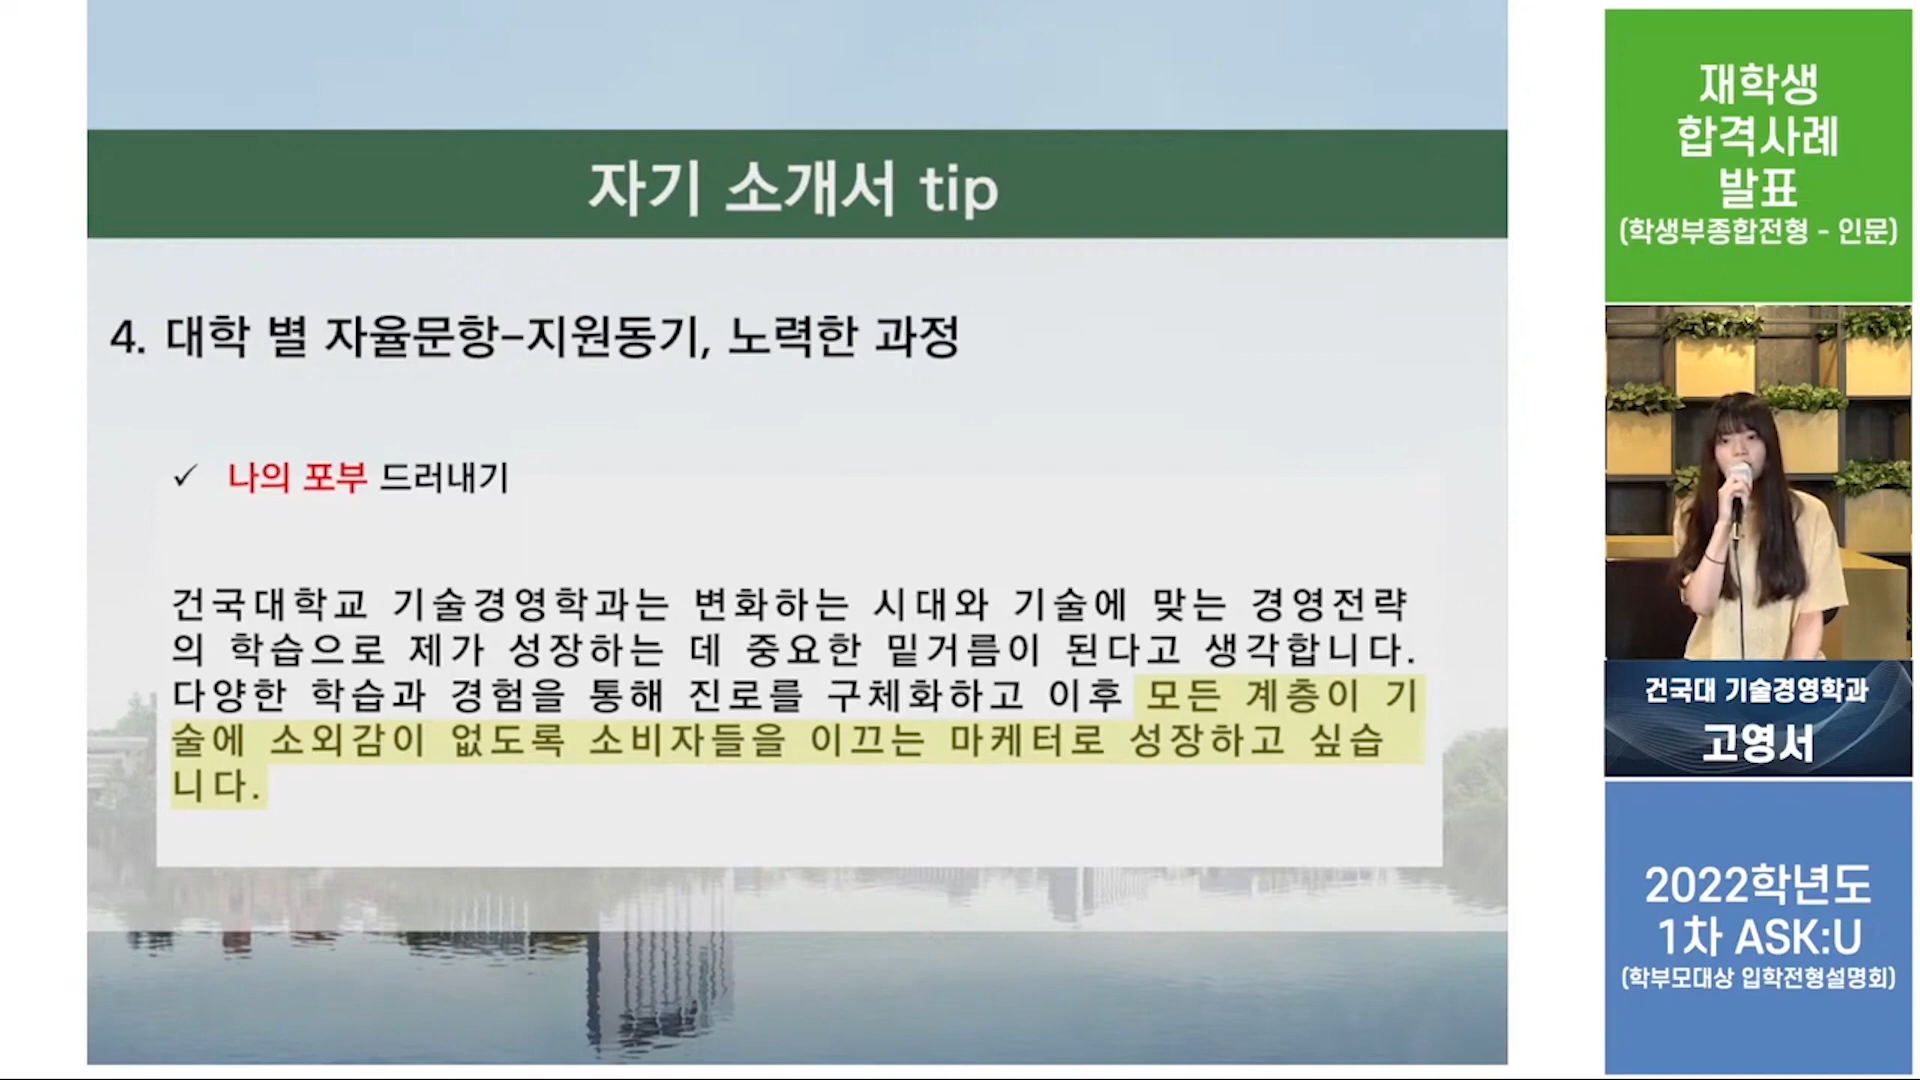 자기 소개서 tip
4. 대학 별 자율문항-지원동기, 노력한 과정
✓ 나의 포부 드러내기
건국대학교 기술경영학과는 변화하는 시대와 기술에 맞는 경영전략
의 학습으로 제가 성장하는 데 중요한 밑거름이 된다고 생각합니다.
다양한 학습과 경험을 통해 진로를 구체화하고 이후 모든 계층이 기
술에 소외감이 없도록 소비자들을 이끄는 마케터로 성장하고 싶습
니다.
재학생
합격사례
발표
(학생부종합전형 - 인문)
건국대 기술경영학과
고영서
2022학년도
1차 ASK:U
(학부모대상 입학전형설명회)